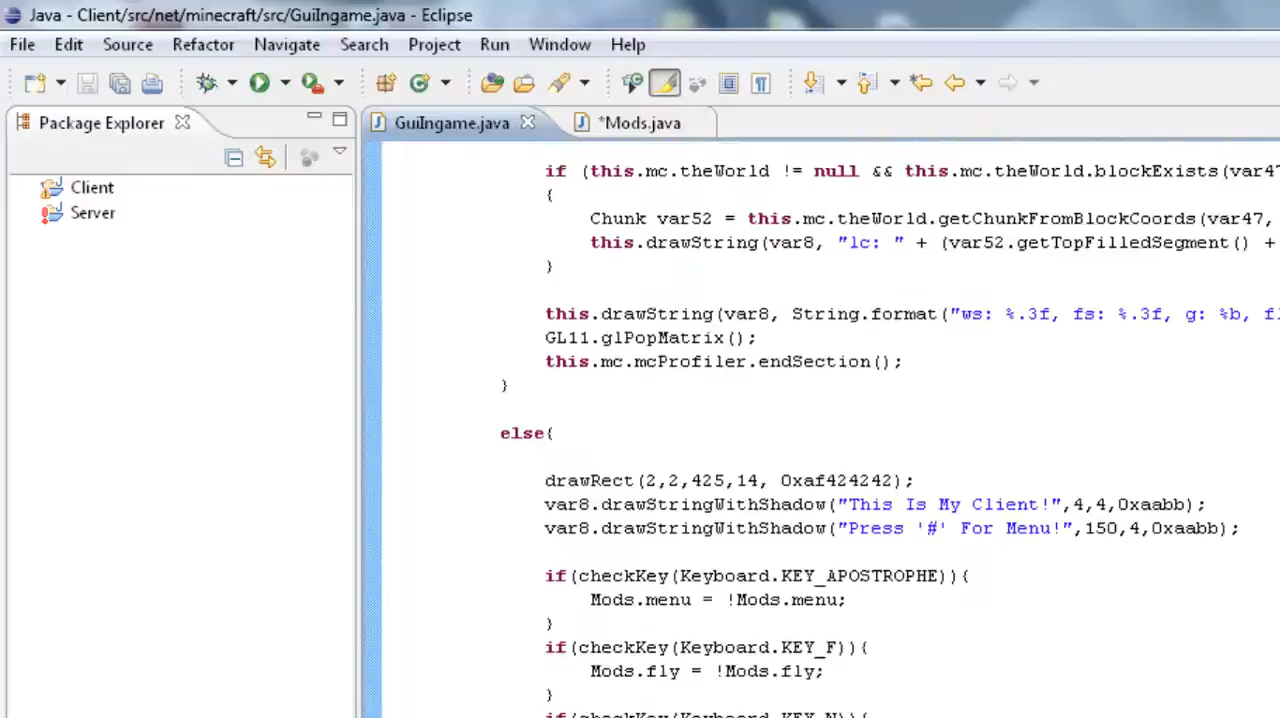 Java - Client/src/net/minecraft/src/GuiIngame.java - Eclipse
File Edit Source Refactor Navigate Search Project Run Window Help
Package Explorer
GuiIngame.java
*Mods.java
Client
Server
if (this.mc.theWorld != null && this.mc.theWorld.blockExists(var47
{
Chunk var52 = this.mc.theWorld.getChunkFromBlockCoords(var47,
this.drawString(var8, "lc: " + (var52.getTopFilledSegment() +
}
this.drawString(var8, String.format("ws: %.3f, fs: %.3f, g: %b, fl
GL11.glPopMatrix();
this.mc.mcProfiler.endSection();
}
else{
drawRect(2,2,425,14, 0xaf424242);
var8.drawStringWithShadow("This Is My Client!",4,4,0xaabb);
var8.drawStringWithShadow("Press '#' For Menu!",150,4,0xaabb);
if(checkKey(Keyboard.KEY_APOSTROPHE)){
Mods.menu = !Mods.menu;
}
if(checkKey(Keyboard.KEY_F)){
Mods.fly = !Mods.fly;
}
if(checkKey(Keyboard.KEY_N)){